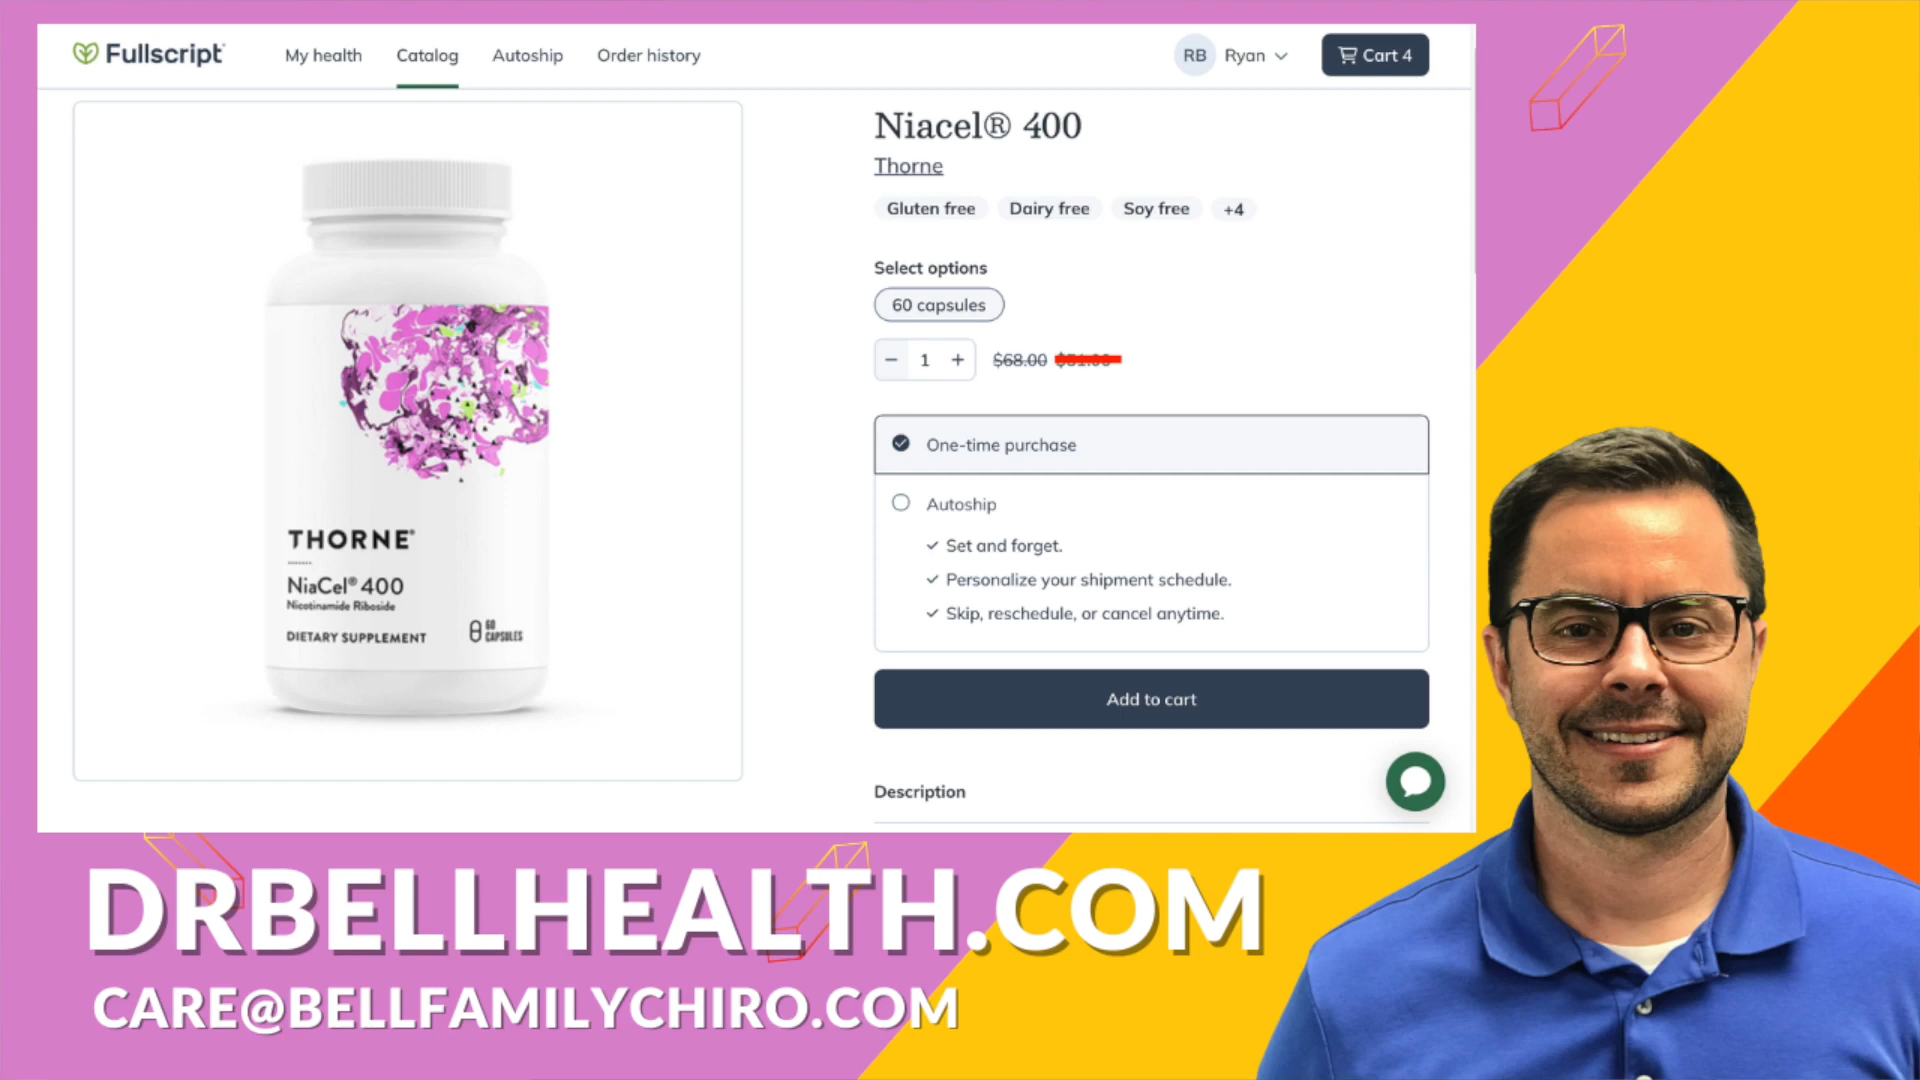 Fullscript
My health
Catalog
Autoship
Order history
RB
Ryan
Cart 4
Niacel® 400
Thorne
Gluten free
Dairy free
Soy free
+4
Select options
60 capsules
− 1 +
$68.00
One-time purchase
Autoship
Set and forget.
Personalize your shipment schedule.
Skip, reschedule, or cancel anytime.
Add to cart
Description
THORNE®
NiaCel® 400
Nicotinamide Riboside
DIETARY SUPPLEMENT
60
CAPSULES
DRBELLHEALTH.COM
CARE@BELLFAMILYCHIRO.COM